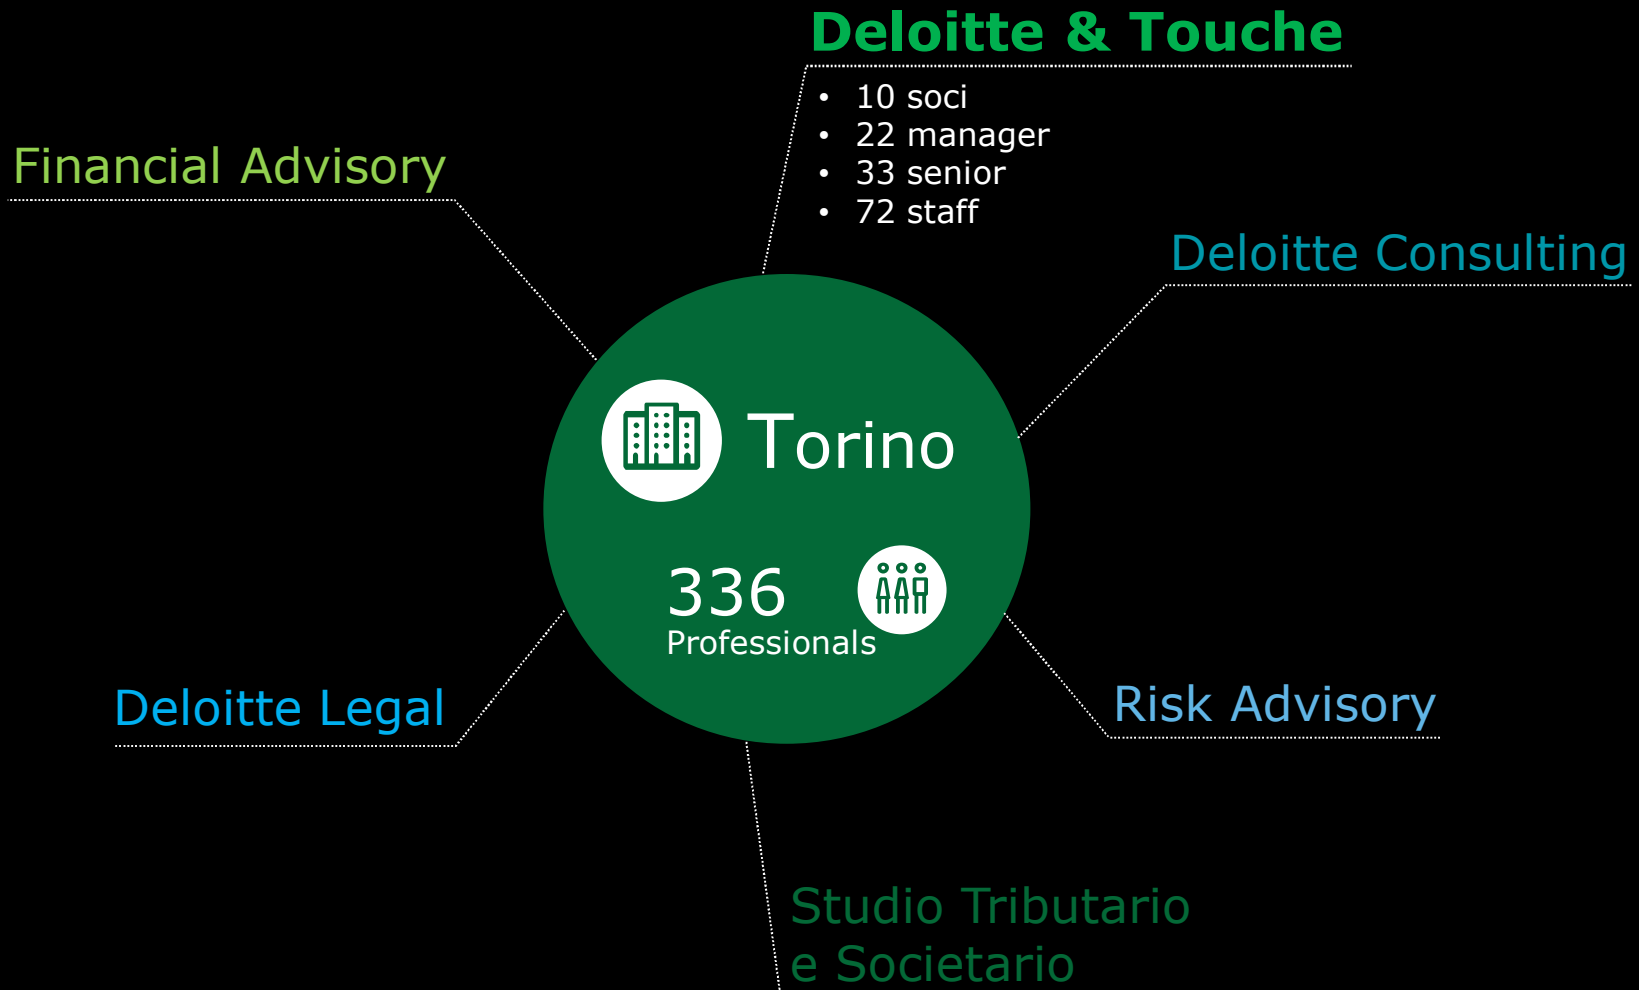 Deloitte & Touche
• 10 soci
• 22 manager
• 33 senior
• 72 staff
Financial Advisory
Deloitte Consulting
Torino
336
Professionals
Deloitte Legal
Risk Advisory
Studio Tributario
e Societario